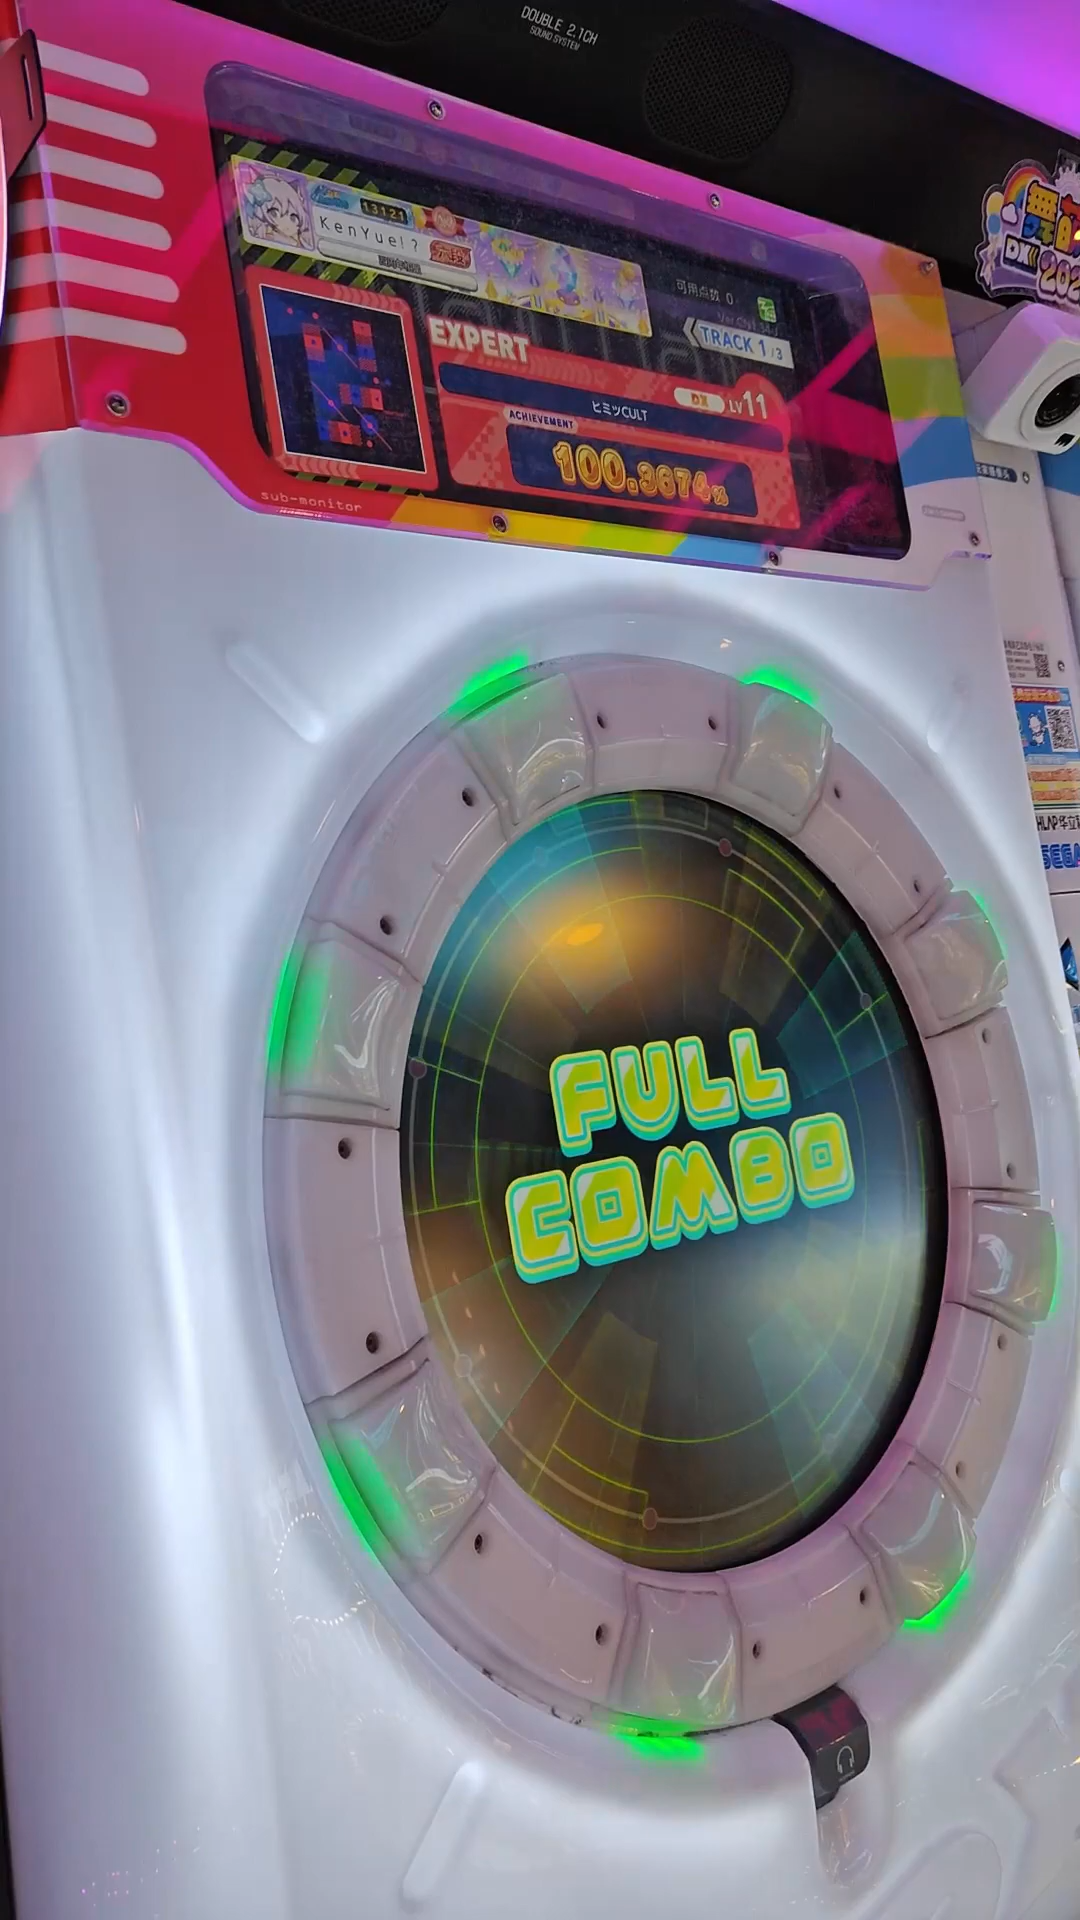 DOUBLE 2.1CH
SOUND SYSTEM
13121
KenYue!?
可用点数 0
TRACK 1/3
EXPERT
DX LV11
ヒミツCULT
ACHIEVEMENT
100.3674%
sub-monitor
DX
FULL
COMBO
SEGA